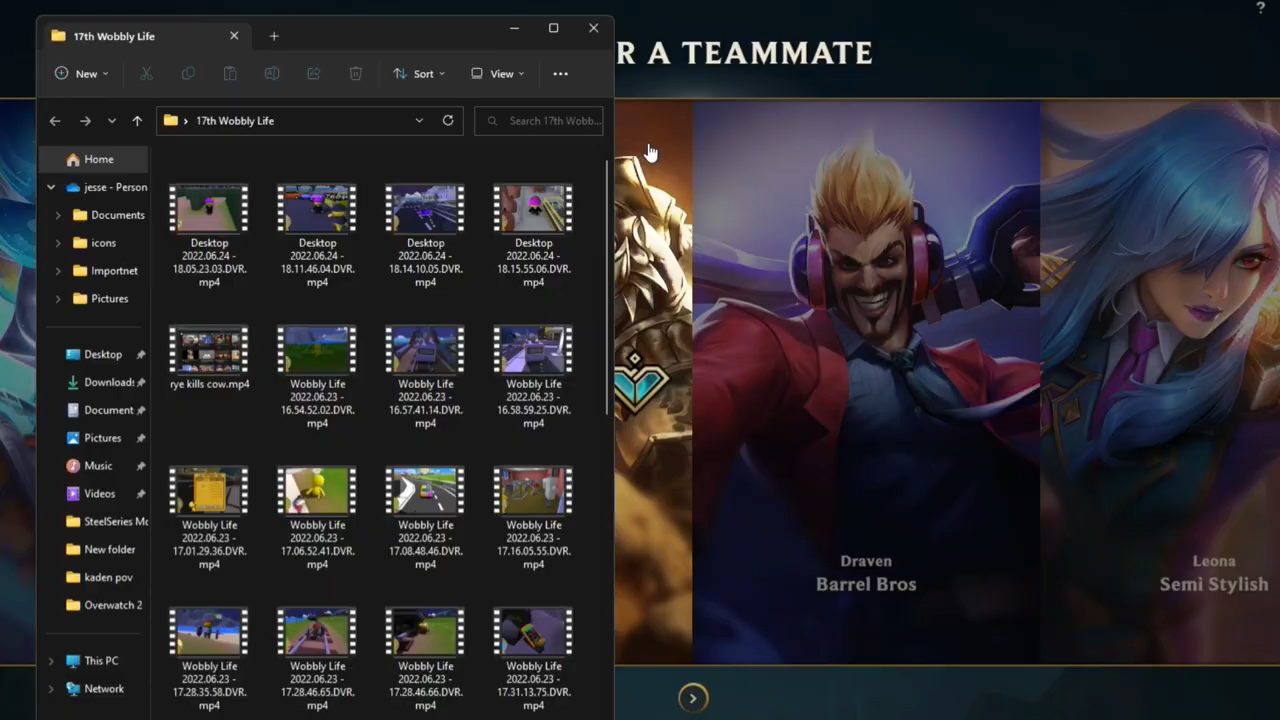 17th Wobbly Life
?
R A TEAMMATE
New
Sort
View
17th Wobbly Life
Search 17th Wobb...
Home
jesse - Person
Documents
icons
Importnet
Pictures
Desktop
Download:
Document
Pictures
Music
Videos
SteelSeries Mc
New folder
kaden pov
Overwatch 2
This PC
Network
Desktop
2022.06.24 -
18.05.23.03.DVR.
mp4
Desktop
2022.06.24 -
18.11.46.04.DVR.
mp4
Desktop
2022.06.24 -
18.14.10.05.DVR.
mp4
Desktop
2022.06.24 -
18.15.55.06.DVR.
mp4
rye kills cow.mp4
Wobbly Life
2022.06.23 -
16.54.52.02.DVR.
mp4
Wobbly Life
2022.06.23 -
16.57.41.14.DVR.
mp4
Wobbly Life
2022.06.23 -
16.58.59.25.DVR.
mp4
Wobbly Life
2022.06.23 -
17.01.29.36.DVR.
mp4
Wobbly Life
2022.06.23 -
17.06.52.41.DVR.
mp4
Wobbly Life
2022.06.23 -
17.08.48.46.DVR.
mp4
Wobbly Life
2022.06.23 -
17.16.05.55.DVR.
mp4
Wobbly Life
2022.06.23 -
17.28.35.58.DVR.
mp4
Wobbly Life
2022.06.23 -
17.28.46.65.DVR.
mp4
Wobbly Life
2022.06.23 -
17.28.46.66.DVR.
mp4
Wobbly Life
2022.06.23 -
17.31.13.75.DVR.
mp4
Draven
Barrel Bros
Leona
Semi Stylish